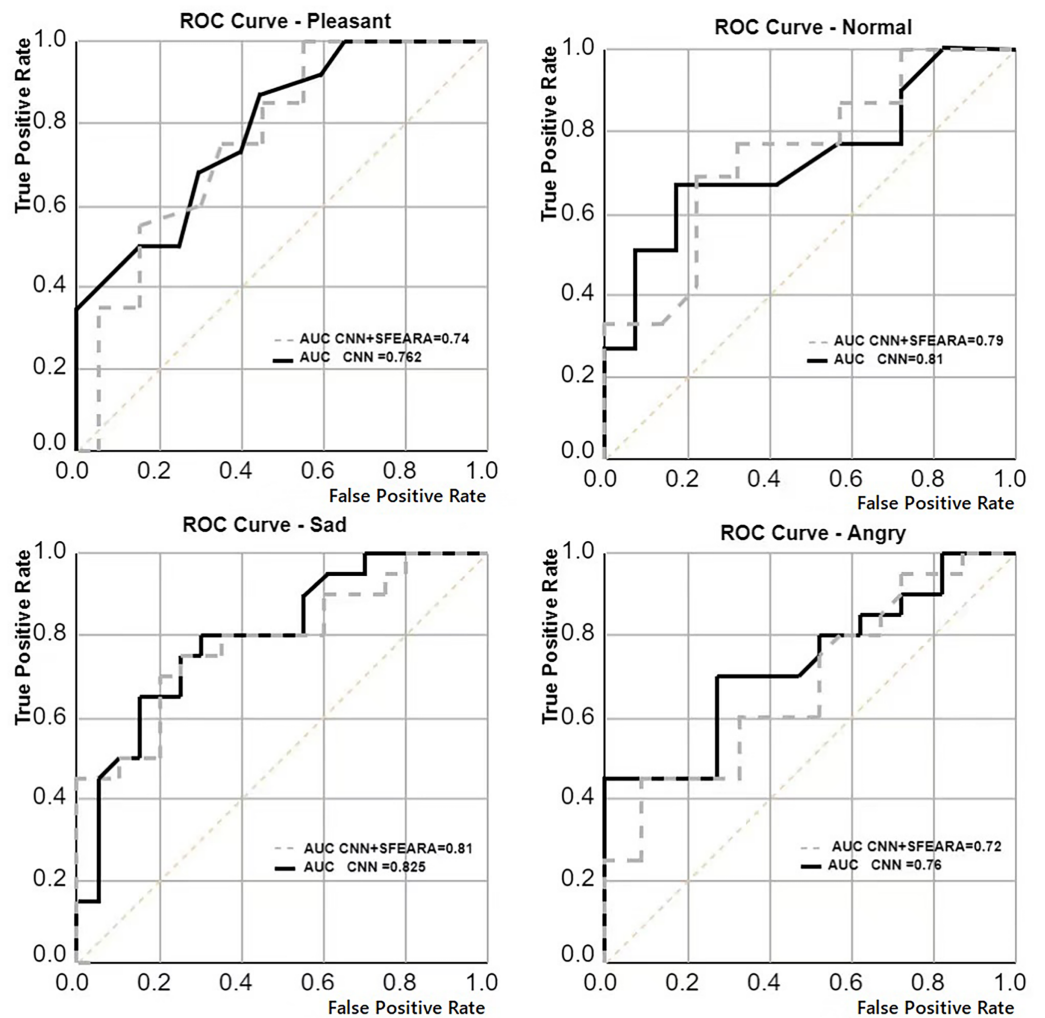 ROC Curve - Pleasant
True Positive Rate
1.0
0.8
0.6
0.4
0.2
0.0
AUC CNN+SFEARA=0.74
AUC CNN =0.762
0.0 0.2 0.4 0.6 0.8 1.0
False Positive Rate
ROC Curve - Normal
True Positive Rate
1.0
0.8
0.6
0.4
0.2
0.0
AUC CNN+SFEARA=0.79
AUC CNN=0.81
0.0 0.2 0.4 0.6 0.8 1.0
False Positive Rate
ROC Curve - Sad
True Positive Rate
1.0
0.8
0.6
0.4
0.2
0.0
AUC CNN+SFEARA=0.81
AUC CNN =0.825
0.0 0.2 0.4 0.6 0.8 1.0
False Positive Rate
ROC Curve - Angry
True Positive Rate
1.0
0.8
0.6
0.4
0.2
0.0
AUC CNN+SFEARA=0.72
AUC CNN =0.76
0.0 0.2 0.4 0.6 0.8 1.0
False Positive Rate